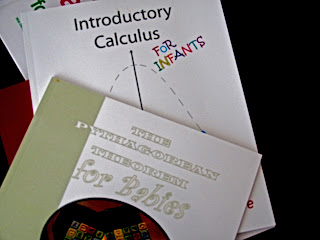 Introductory
Calculus
FOR
INFANTS
THE
PYTHAGOREAN
THEOREM
for Babies